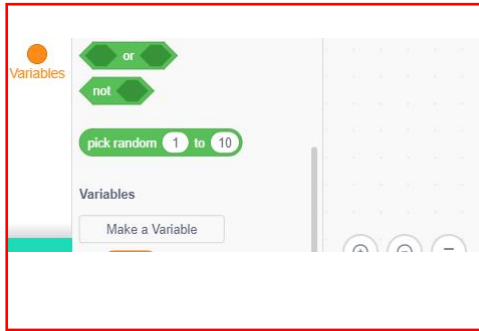 or
Variables
not
pick random 1 to 10
Variables
Make a Variable